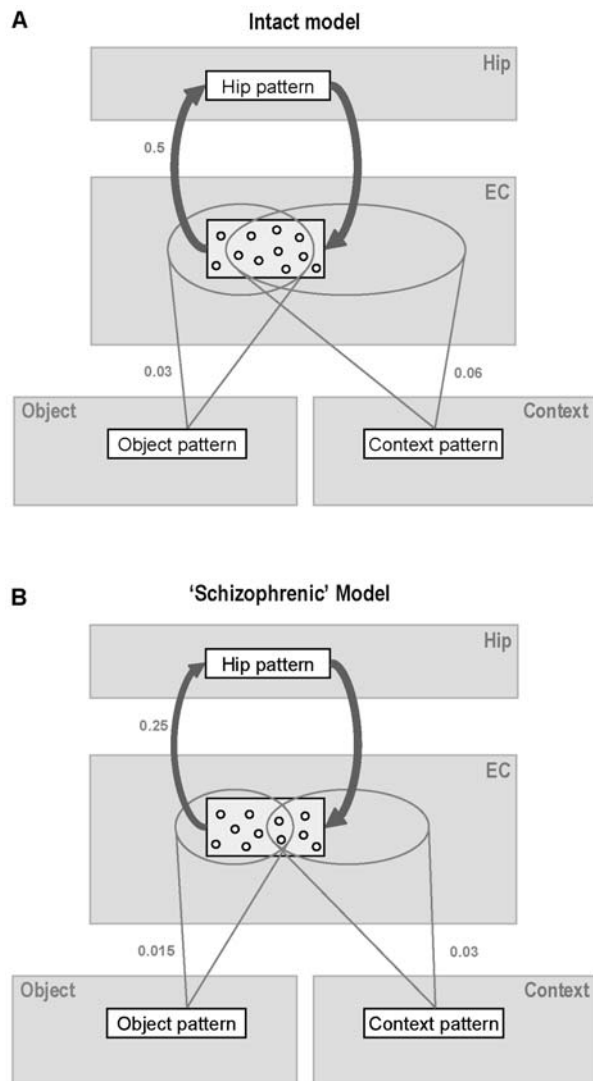 A
Intact model
Hip
Hip pattern
0.5
EC
0.03
0.06
Object
Context
Object pattern
Context pattern
B
‘Schizophrenic’ Model
Hip
Hip pattern
0.25
EC
0.015
0.03
Object
Context
Object pattern
Context pattern